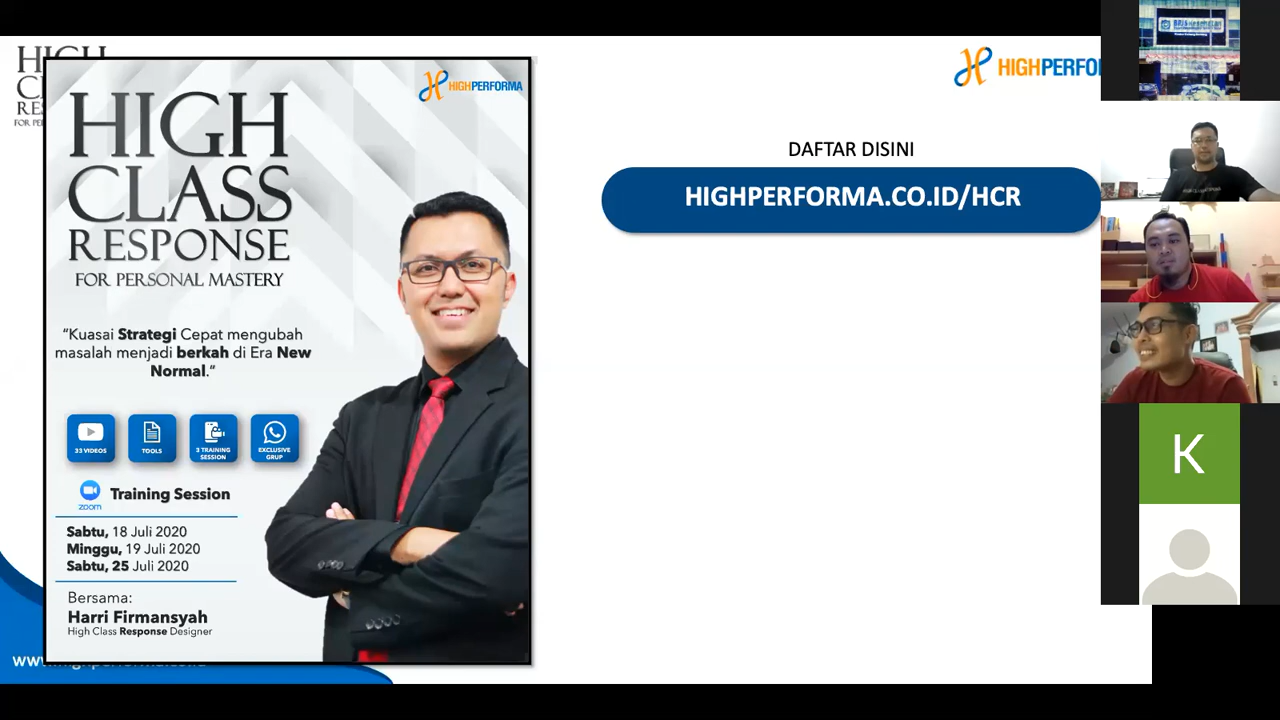 HIGH
CLASS
RESPONSE
FOR PERSONAL MASTERY
HIGHPERFORMA
“Kuasai Strategi Cepat mengubah
masalah menjadi berkah di Era New
Normal.“
33 VIDEOS
TOOLS
3 TRAINING
SESSION
EXCLUSIVE
GRUP
zoom
Training Session
Sabtu, 18 Juli 2020
Minggu, 19 Juli 2020
Sabtu, 25 Juli 2020
Bersama:
Harri Firmansyah
High Class Response Designer
HIGH
HIGHPERFO
DAFTAR DISINI
HIGHPERFORMA.CO.ID/HCR
K